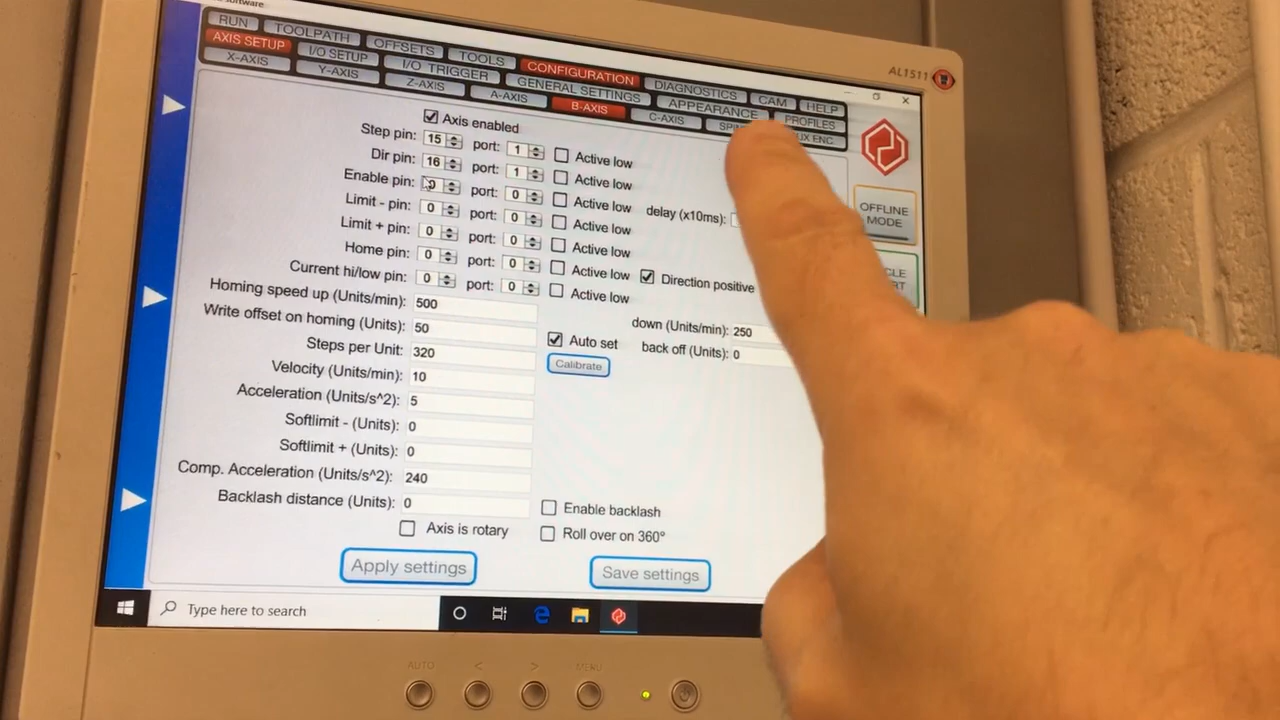 software
RUN TOOLPATH OFFSETS TOOLS CONFIGURATION DIAGNOSTICS CAM HELP
AXIS SETUP I/O SETUP I/O TRIGGER GENERAL SETTINGS APPEARANCE PROFILES
X-AXIS Y-AXIS Z-AXIS A-AXIS B-AXIS C-AXIS ENC
AL1511
Axis enabled
Step pin: 15 port: 1 Active low
Dir pin: 16 port: 1 Active low
Enable pin: 0 port: 0 Active low delay (x10ms):
Limit - pin: 0 port: 0 Active low
Limit + pin: 0 port: 0 Active low
Home pin: 0 port: 0 Active low Direction positive
Current hi/low pin: 0 port: 0 Active low
Homing speed up (Units/min): 500 down (Units/min): 250
Write offset on homing (Units): 50 Auto set back off (Units): 0
Steps per Unit: 320 Calibrate
Velocity (Units/min): 10
Acceleration (Units/s^2): 5
Softlimit - (Units): 0
Softlimit + (Units): 0
Comp. Acceleration (Units/s^2): 240
Backlash distance (Units): 0 Enable backlash
Axis is rotary Roll over on 360°
Apply settings Save settings
OFFLINE
MODE
Type here to search
AUTO < > MENU